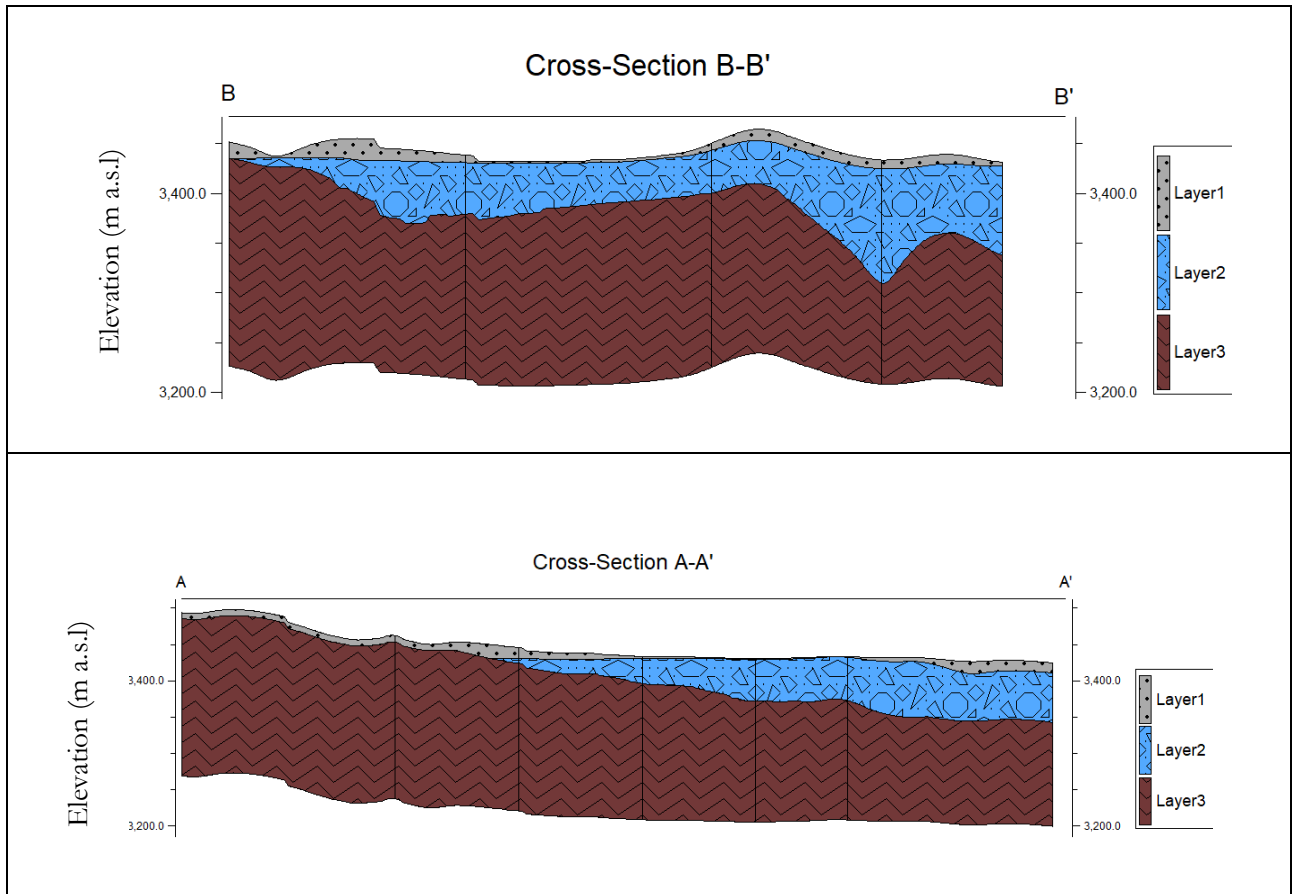 Cross-Section B-B'
B
B'
Elevation (m a.s.l)
3,400.0
3,200.0
3,400.0
3,200.0
Layer1
Layer2
Layer3
Cross-Section A-A'
A
A'
Elevation (m a.s.l)
3,400.0
3,200.0
3,400.0
3,200.0
Layer1
Layer2
Layer3